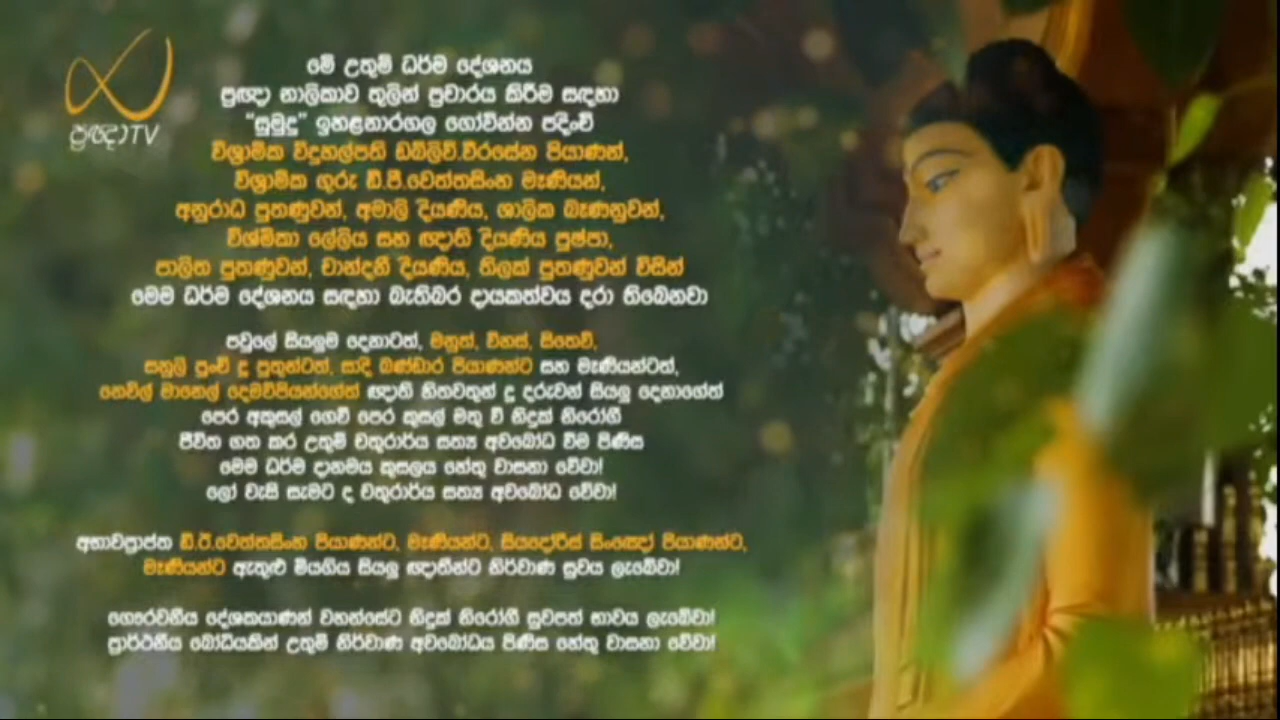 ප්‍රඥාTV
මේ උතුම් ධර්ම දේශනය
ප්‍රඥා නාලිකාව තුලින් ප්‍රචාරය කිරීම සඳහා
"සුමුදු" ඉහළනාරගල ගෝවින්න පදිංචි
විශ්‍රාමික විදුහල්පති ඩබ්ලිව්.වීරසේන පියාණන්,
විශ්‍රාමික ගුරු ඩී.පී.වෙත්තසිංහ මෑණියන්,
අනුරාධ පුතණුවන්, අමාලි දියණිය, ශාලික බෑණනුවන්,
විශ්මිකා ලේලිය සහ ඥාති දියණිය පුෂ්පා,
පාලිත පුතණුවන්, චාන්දනී දියණිය, තිලක් පුතණුවන් විසින්
මෙම ධර්ම දේශනය සඳහා බැතිබර දායකත්වය දරා තිබෙනවා
පවුලේ සියලුම දෙනාටත්, මනුත්, විනස්, සිතෙව්,
සනුලි පුංචි දූ පුතුන්ටත්, සාදි බණ්ඩාර පියාණන්ට සහ මෑණියන්ටත්,
නෙවිල් මානෙල් දෙමව්පියන්ගේත් ඥාති හිතවතුන් දූ දරුවන් සියලු දෙනාගේත්
පෙර අකුසල් ගෙවී පෙර කුසල් මතු වී නිදුක් නිරෝගී
ජීවිත ගත කර උතුම් චතුරාර්ය සත්‍ය අවබෝධ වීම පිණිස
මෙම ධර්ම දානමය කුසලය හේතු වාසනා වේවා!
ලෝ වැසි සැමට ද චතුරාර්ය සත්‍ය අවබෝධ වේවා!
අභාවප්‍රාප්ත ඩී.ඊ.වෙත්තසිංහ පියාණන්ට, මෑණියන්ට, සියදෝරිස් සිංඤෝ පියාණන්ට,
මෑණියන්ට ඇතුළු මියගිය සියලු ඥාතීන්ට නිර්වාණ සුවය ලැබේවා!
ගෞරවනීය දේශකයාණන් වහන්සේට නිදුක් නිරෝගී සුවපත් භාවය ලැබේවා!
ප්‍රාර්ථනීය බෝධියකින් උතුම් නිර්වාණ අවබෝධය පිණිස හේතු වාසනා වේවා!